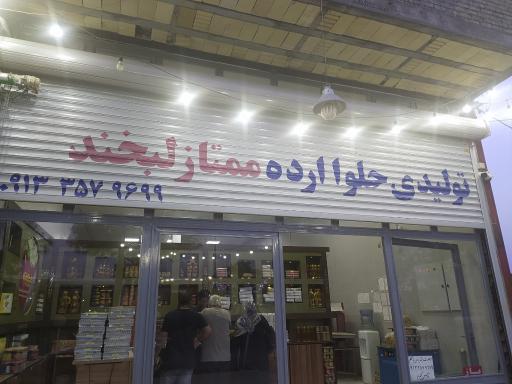 تولیدی حلوا ارده ممتاز لبخند
۰۹۱۳ ۳۵۷ ۹۶۹۹